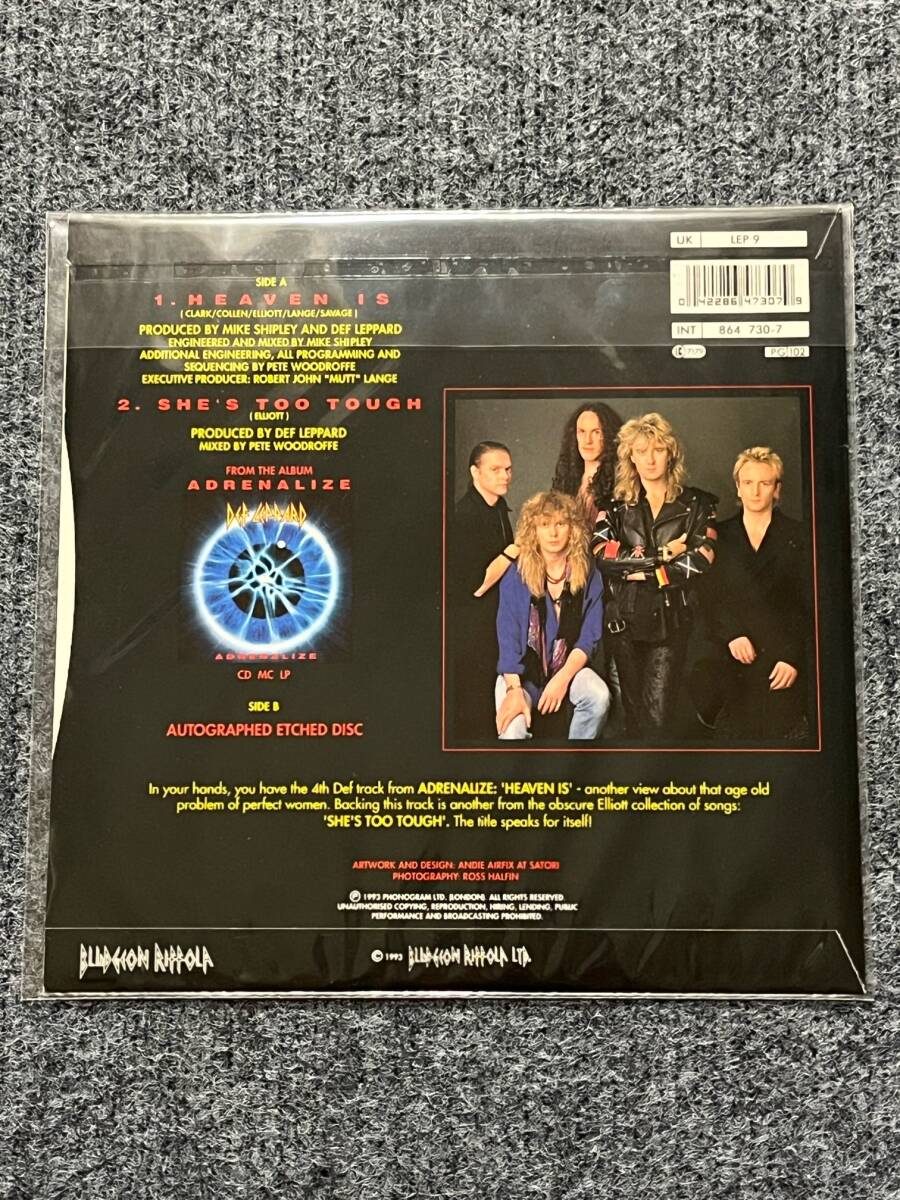 UK LEP 9
0 42286 47307 9
INT 864 730-7
PG 102
SIDE A
1. HEAVEN IS
( CLARK/COLLEN/ELLIOTT/LANGE/SAVAGE )
PRODUCED BY MIKE SHIPLEY AND DEF LEPPARD
ENGINEERED AND MIXED BY MIKE SHIPLEY
ADDITIONAL ENGINEERING, ALL PROGRAMMING AND
SEQUENCING BY PETE WOODROFFE
EXECUTIVE PRODUCER: ROBERT JOHN "MUTT" LANGE
2. SHE'S TOO TOUGH
( ELLIOTT )
PRODUCED BY DEF LEPPARD
MIXED BY PETE WOODROFFE
FROM THE ALBUM
ADRENALIZE
DEF LEPPARD
ADRENALIZE
CD MC LP
SIDE B
AUTOGRAPHED ETCHED DISC
In your hands, you have the 4th Def track from ADRENALIZE: 'HEAVEN IS' - another view about that age old
problem of perfect women. Backing this track is another from the obscure Elliott collection of songs:
'SHE'S TOO TOUGH'. The title speaks for itself!
ARTWORK AND DESIGN: ANDIE AIRFIX AT SATORI
PHOTOGRAPHY: ROSS HALFIN
℗ 1993 PHONOGRAM LTD. (LONDON). ALL RIGHTS RESERVED.
UNAUTHORISED COPYING, REPRODUCTION, HIRING, LENDING, PUBLIC
PERFORMANCE AND BROADCASTING PROHIBITED.
BLUDGEON RIFFOLA
© 1993 BLUDGEON RIFFOLA LTD.